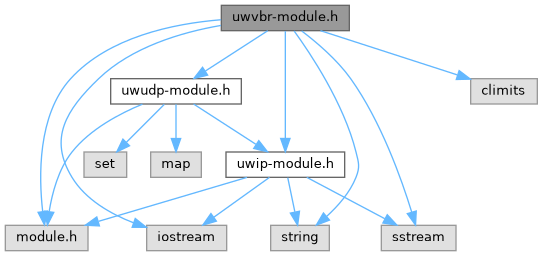 uwvbr-module.h
uwudp-module.h
climits
set
map
uwip-module.h
module.h
iostream
string
sstream